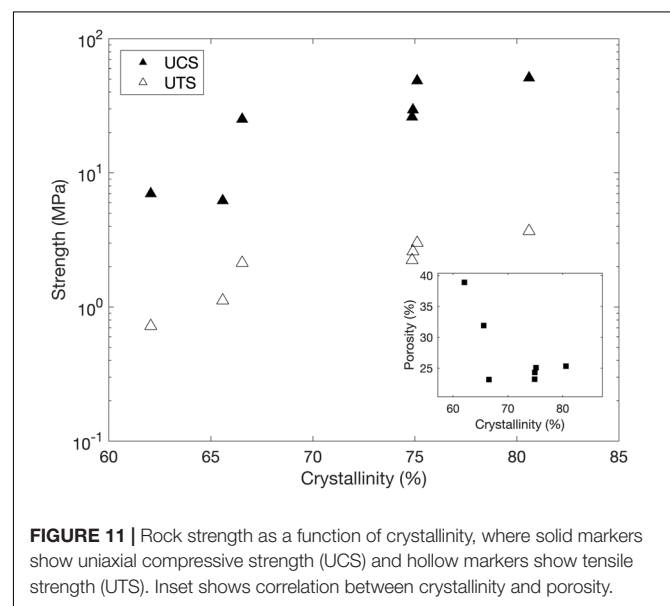 10²
UCS
UTS
10¹
Strength (MPa)
10⁰
10⁻¹
60 65 70 75 80 85
Crystallinity (%)
40
35
30
25
Porosity (%)
60 70 80
Crystallinity (%)
FIGURE 11 | Rock strength as a function of crystallinity, where solid markers
show uniaxial compressive strength (UCS) and hollow markers show tensile
strength (UTS). Inset shows correlation between crystallinity and porosity.